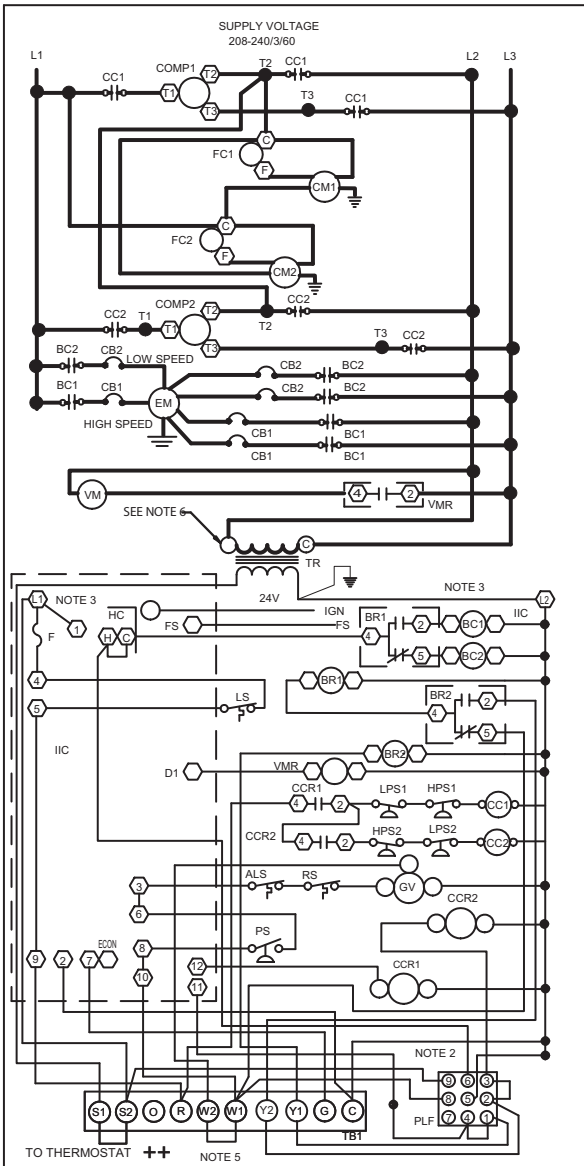 SUPPLY VOLTAGE
208-240/3/60
L1 T2 L2 L3
CC1 COMP1 T2 CC1
T1
T3 T3 CC1
C
FC1
F
CM1
C
FC2
F
CM2
COMP2 T2 CC2
CC2 T1 T1 T2
T3 T3 CC2
BC2 CB2 LOW SPEED CB2 BC2
BC1 CB1 EM CB2 BC2
HIGH SPEED
CB1 BC1
CB1 BC1
VM 4 2 VMR
SEE NOTE 6
C
TR
24V
NOTE 3
L1 NOTE 3 L2
1 HC IGN IIC
F H C FS FS BR1 2 BC1
4
5 BC2
4 BR1
LS BR2 2
5 4
5
IIC
BR2
D1 VMR
CCR1 LPS1 HPS1
4 2 CC1
CCR2 HPS2 LPS2
4 2 CC2
ALS RS
3 GV
6 CCR2
PS
ECON 8
9 2 7 12 CCR1
10 11
NOTE 2
9 6 3
8 5 2
PLF 7 4 1
S1 S2 O R W2 W1 Y2 Y1 G C
TB1
TO THERMOSTAT ++ NOTE 5